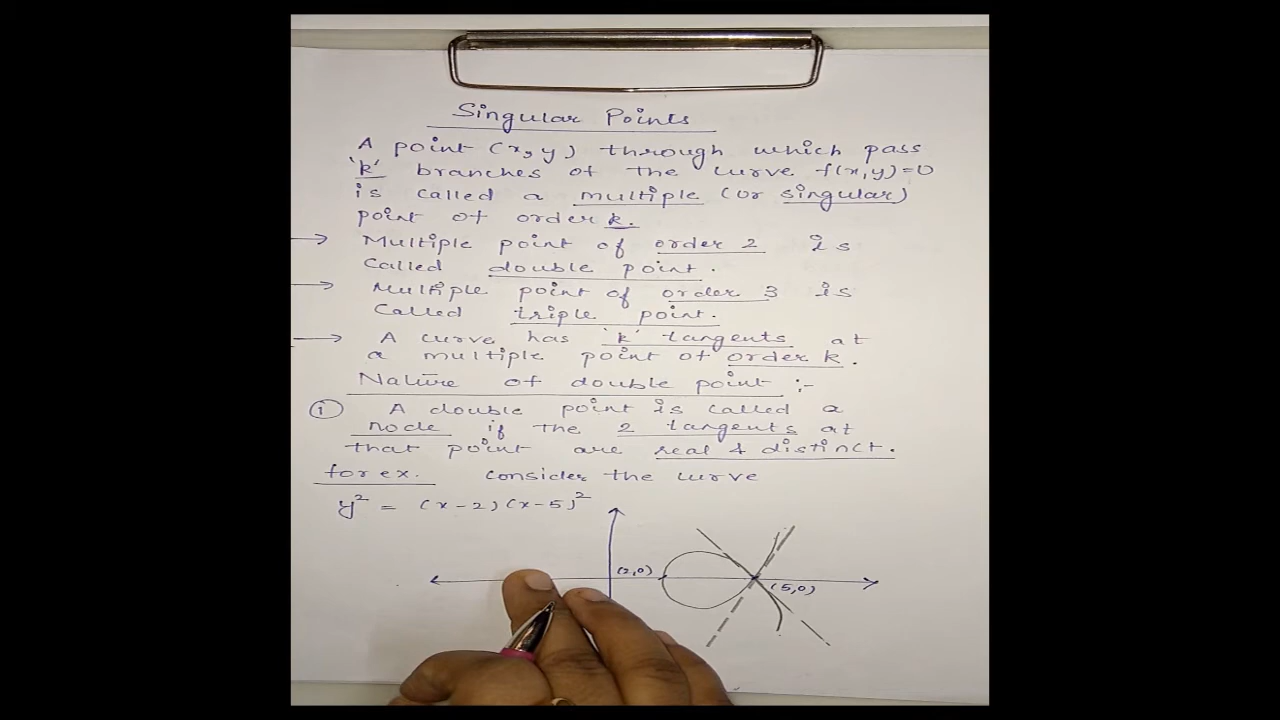 Singular Points
A point (x, y) through which pass
'k' branches of the curve f(x,y)=0
is called a multiple (or singular)
point of order k.
→ Multiple point of order 2 is
called double point.
→ Multiple point of order 3 is
called triple point.
→ A curve has 'k' tangents at
a multiple point of order k.
Nature of double point :-
① A double point is called a
node if the 2 tangents at
that point are real & distinct.
for ex. consider the curve
y² = (x-2)(x-5)²
(2,0)
(5,0)